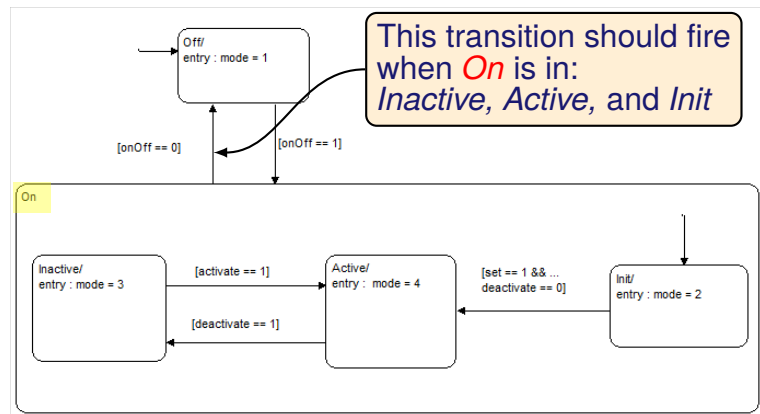 Off/
entry : mode = 1
This transition should fire
when On is in:
Inactive, Active, and Init
[onOff == 0]
[onOff == 1]
On
Inactive/
entry : mode = 3
[activate == 1]
[deactivate == 1]
Active/
entry :  mode = 4
[set == 1 && ...
deactivate == 0]
Init/
entry : mode = 2